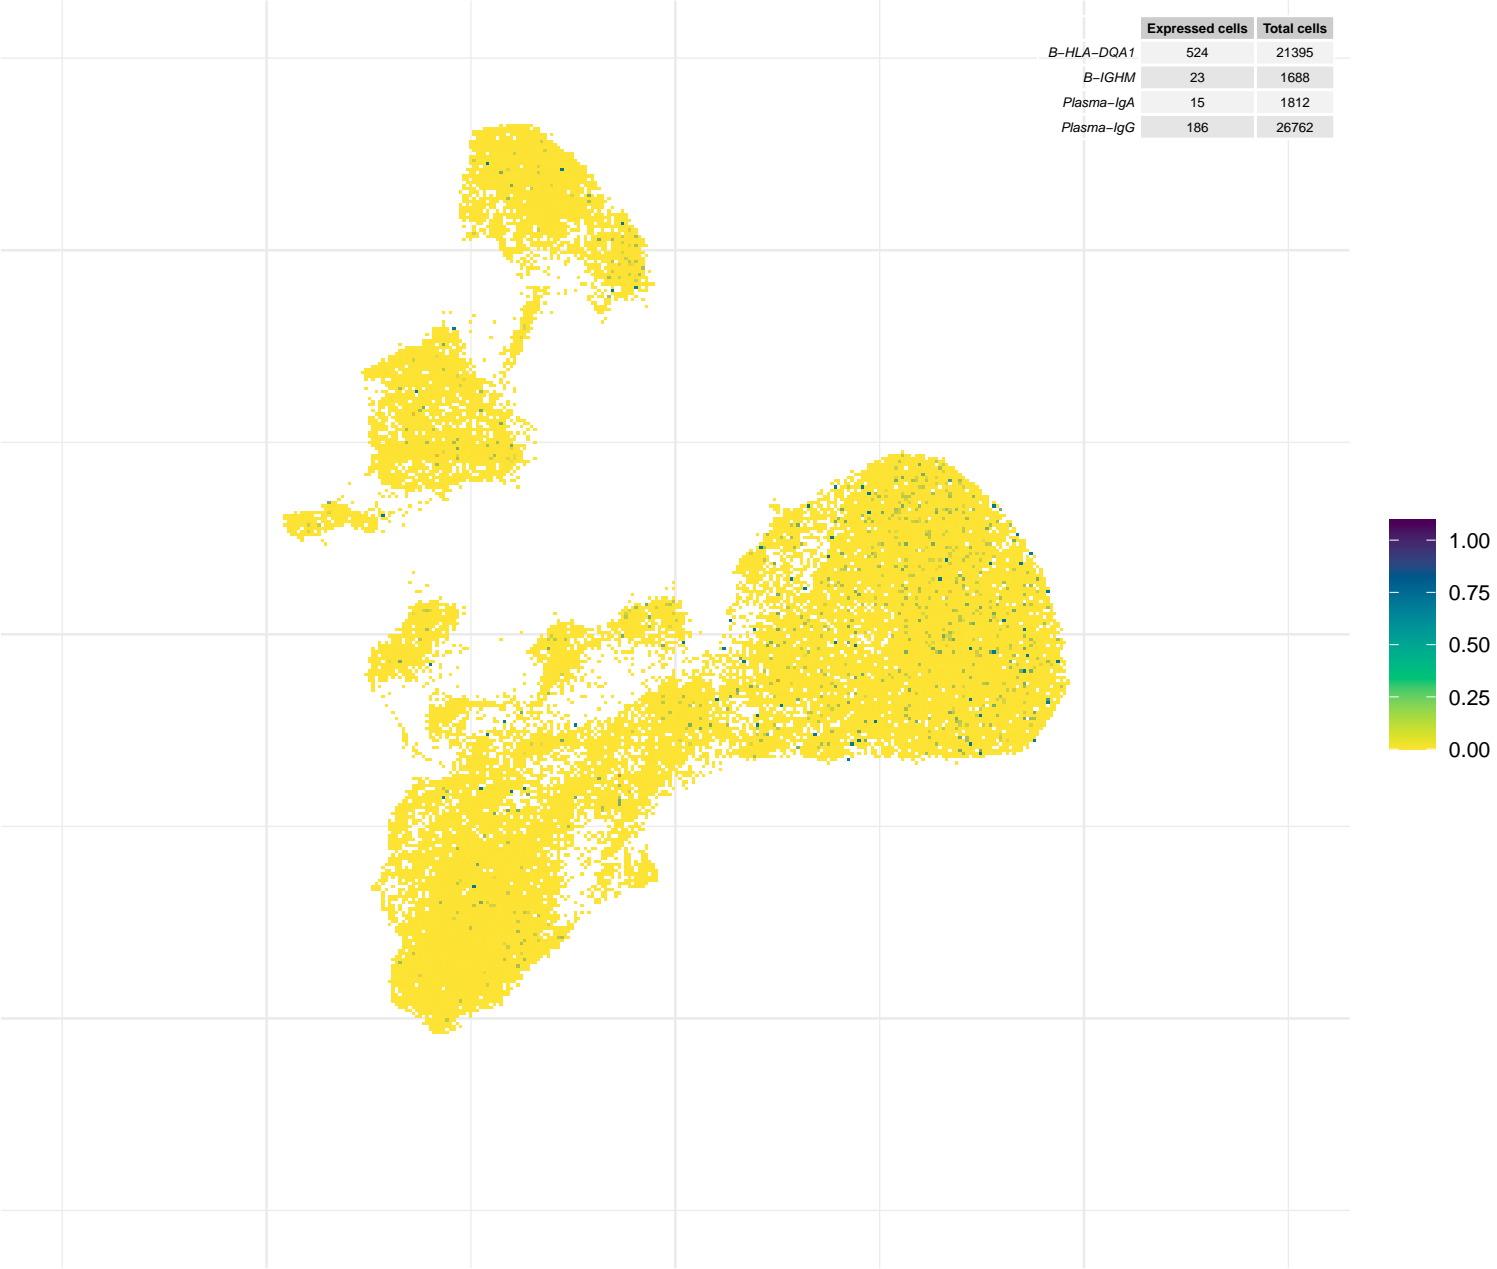 Expressed cells Total cells
B−HLA−DQA1 524 21395
B−IGHM 23 1688
Plasma−IgA 15 1812
Plasma−IgG 186 26762
1.00
0.75
0.50
0.25
0.00